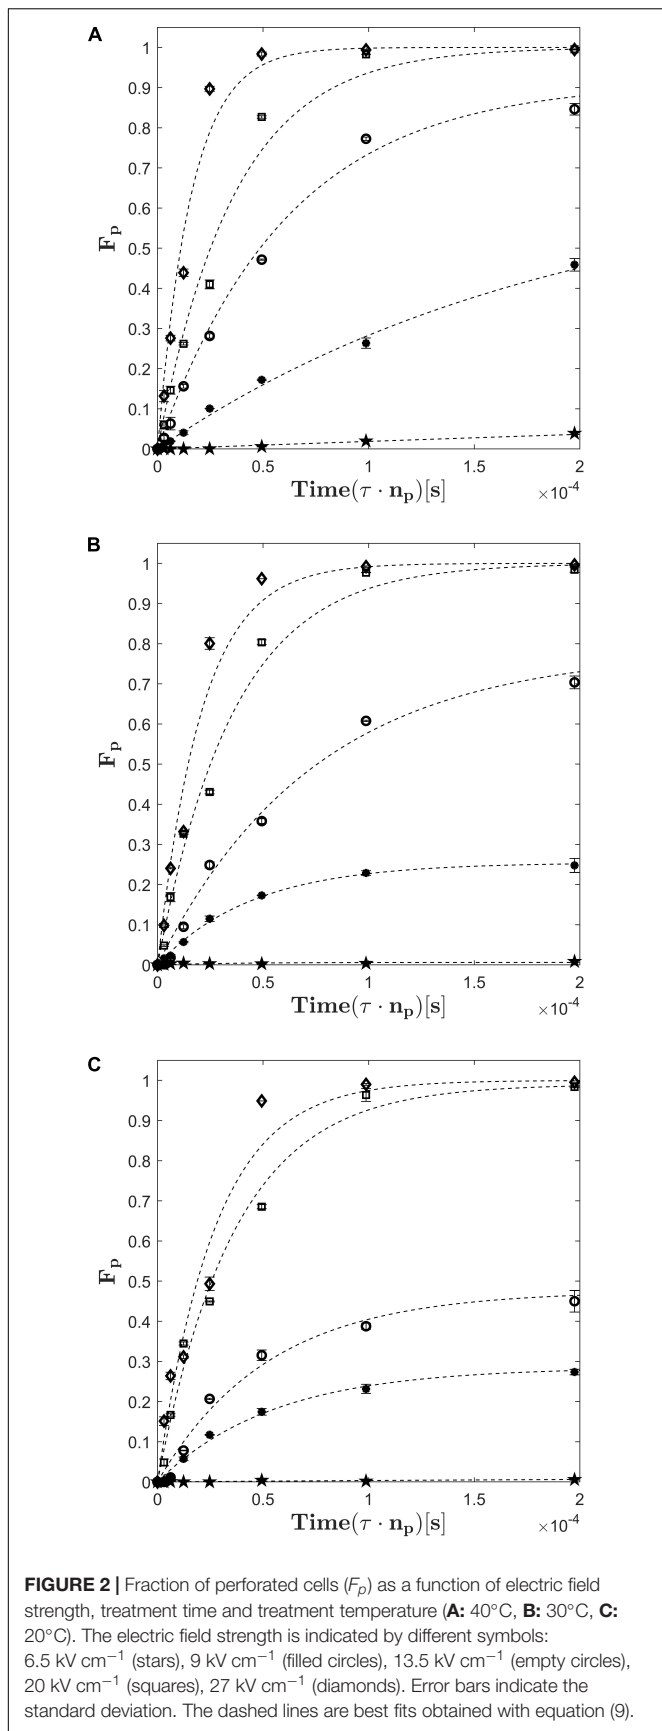 A
1
0.9
0.8
0.7
0.6
0.5
0.4
0.3
0.2
0.1
0
F_p
0 0.5 1 1.5 2
Time(τ · n_p)[s] ×10^-4
B
1
0.9
0.8
0.7
0.6
0.5
0.4
0.3
0.2
0.1
0
F_p
0 0.5 1 1.5 2
Time(τ · n_p)[s] ×10^-4
C
1
0.9
0.8
0.7
0.6
0.5
0.4
0.3
0.2
0.1
0
F_p
0 0.5 1 1.5 2
Time(τ · n_p)[s] ×10^-4
FIGURE 2 | Fraction of perforated cells (F_p) as a function of electric field
strength, treatment time and treatment temperature (A: 40°C, B: 30°C, C:
20°C). The electric field strength is indicated by different symbols:
6.5 kV cm⁻¹ (stars), 9 kV cm⁻¹ (filled circles), 13.5 kV cm⁻¹ (empty circles),
20 kV cm⁻¹ (squares), 27 kV cm⁻¹ (diamonds). Error bars indicate the
standard deviation. The dashed lines are best fits obtained with equation (9).